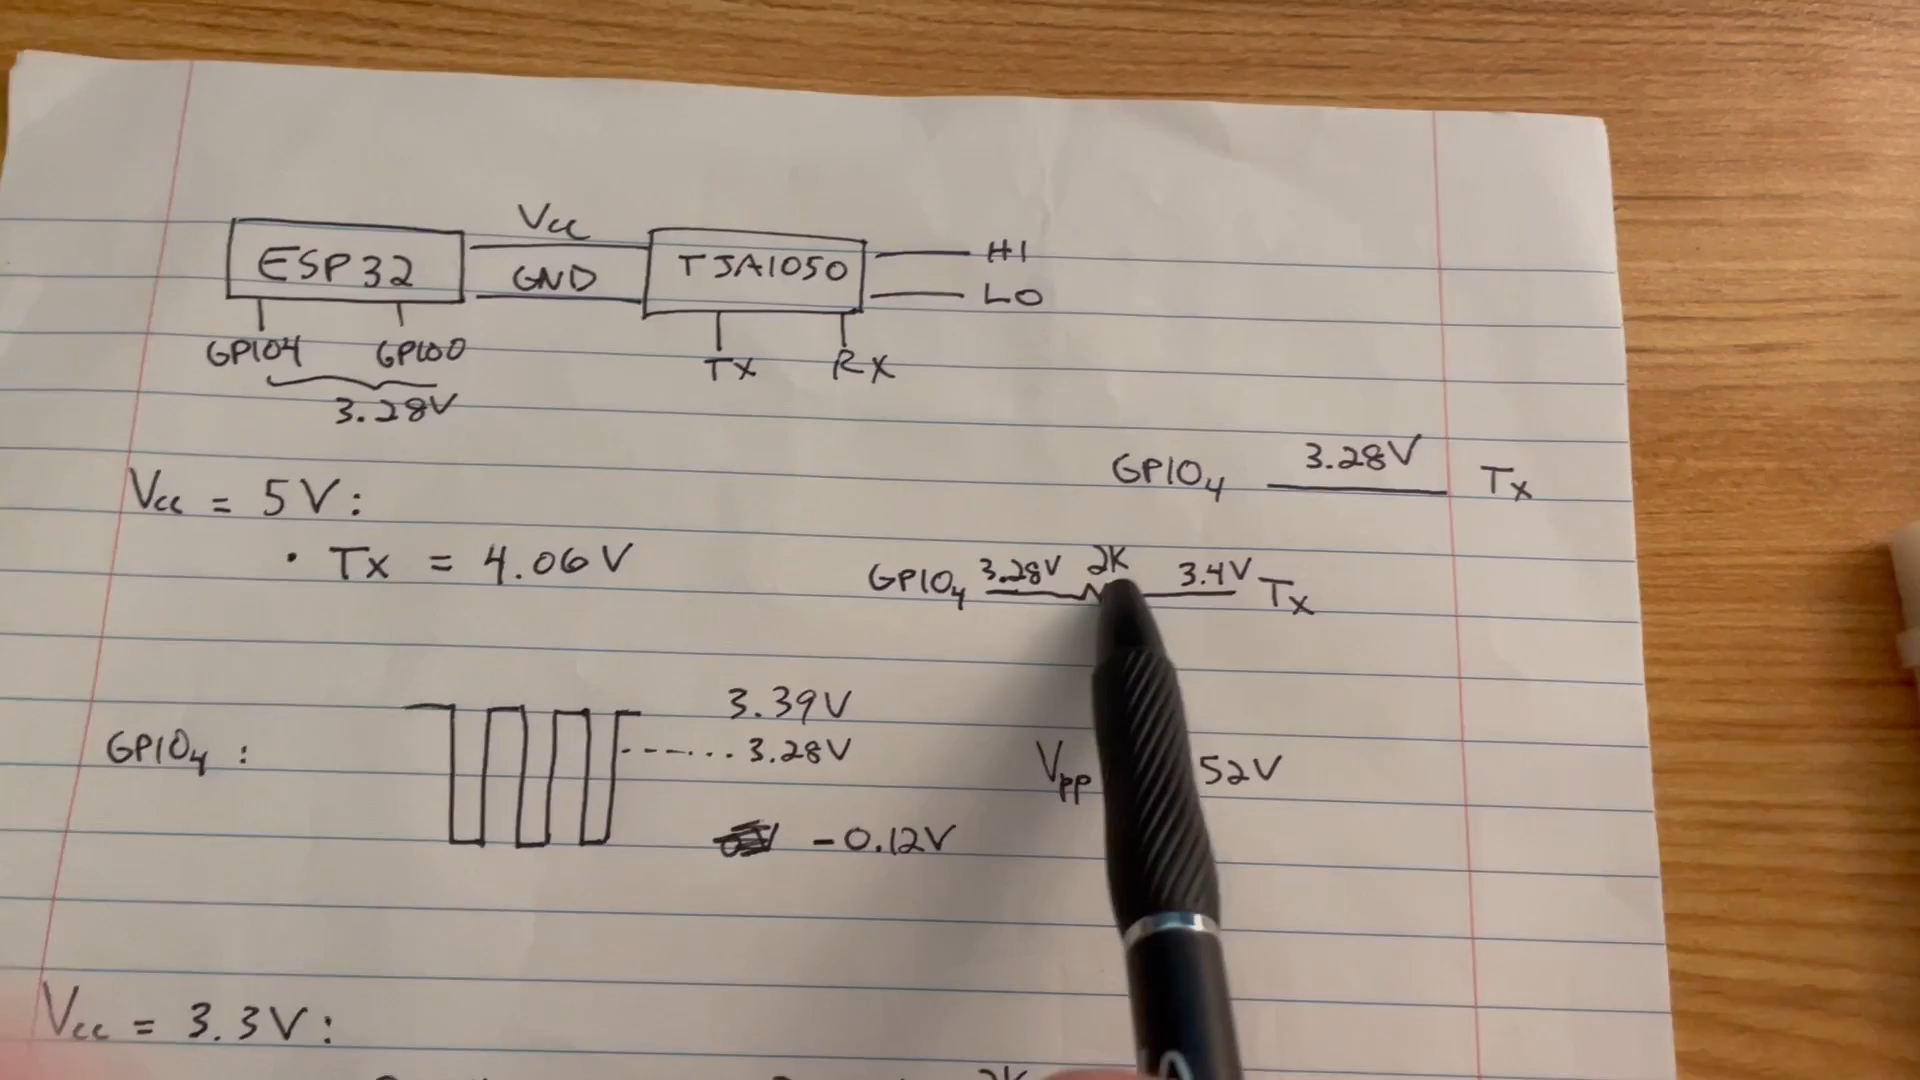 Vcc
ESP32
GND
TJA1050
HI
LO
GPIO4 GPIO0
TX RX
3.28V
GPIO4 3.28V Tx
Vcc = 5V:
• Tx = 4.06V
GPIO4 3.28V 2K 3.4V Tx
3.39V
GPIO4 :
3.28V
Vpp 52V
-0.12V
Vcc = 3.3V:
2K